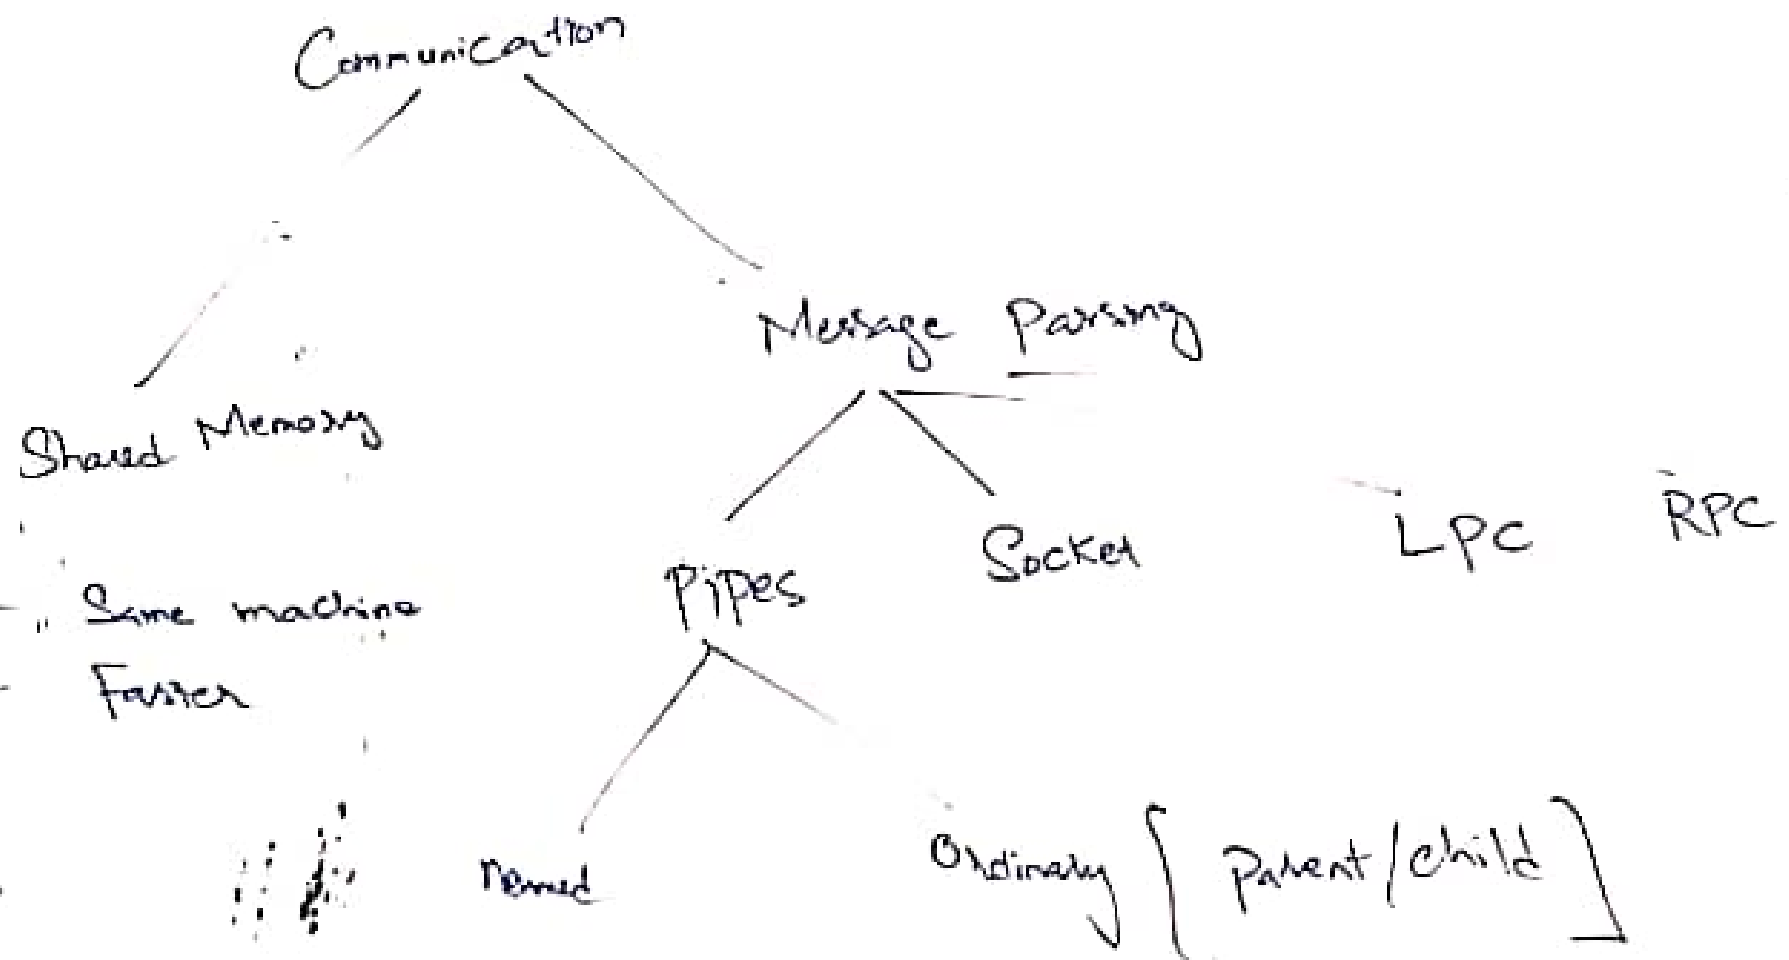 Communication
Message Parsing
Shared Memory
Pipes
Socket
LPC
RPC
Same machine
Faster
Named
Ordinary [ Parent/child ]